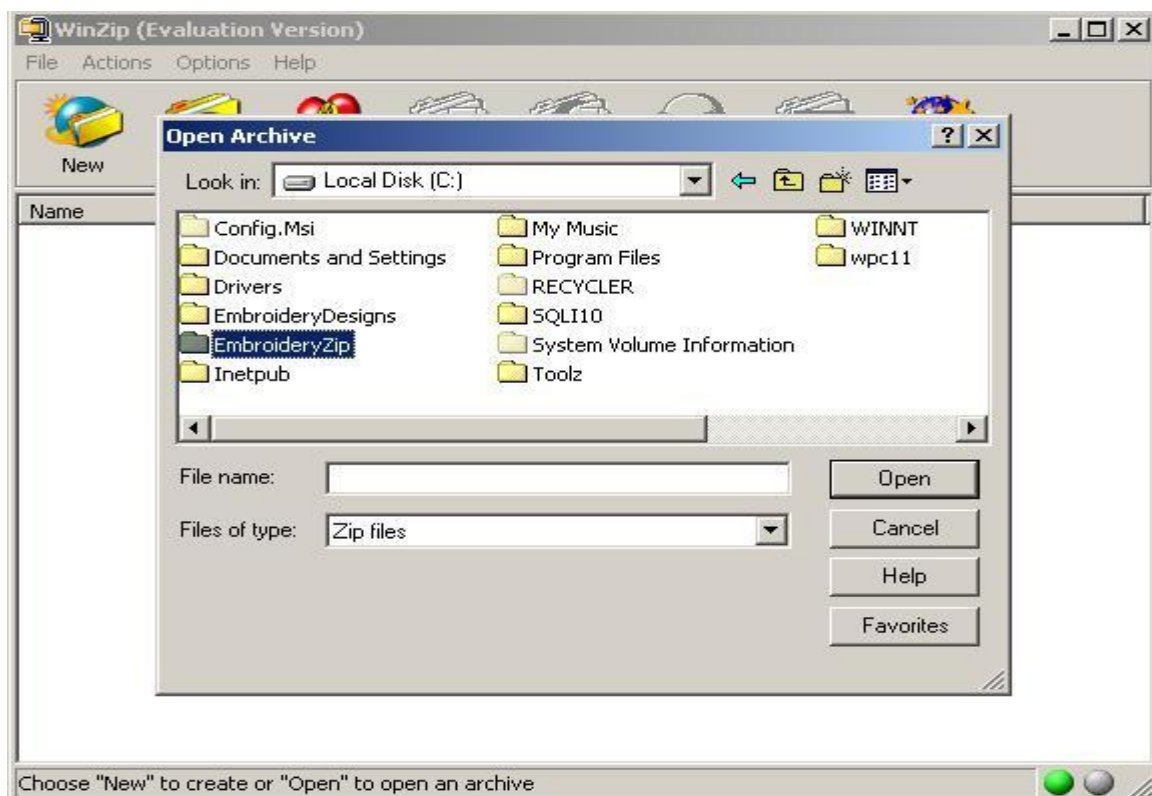 WinZip (Evaluation Version)
File Actions Options Help
New
Open Archive
Look in: Local Disk (C:)
Name
Config.Msi
Documents and Settings
Drivers
EmbroideryDesigns
EmbroideryZip
Inetpub
My Music
Program Files
RECYCLER
SQLI10
System Volume Information
Toolz
WINNT
wpc11
File name:
Open
Files of type: Zip files
Cancel
Help
Favorites
Choose "New" to create or "Open" to open an archive